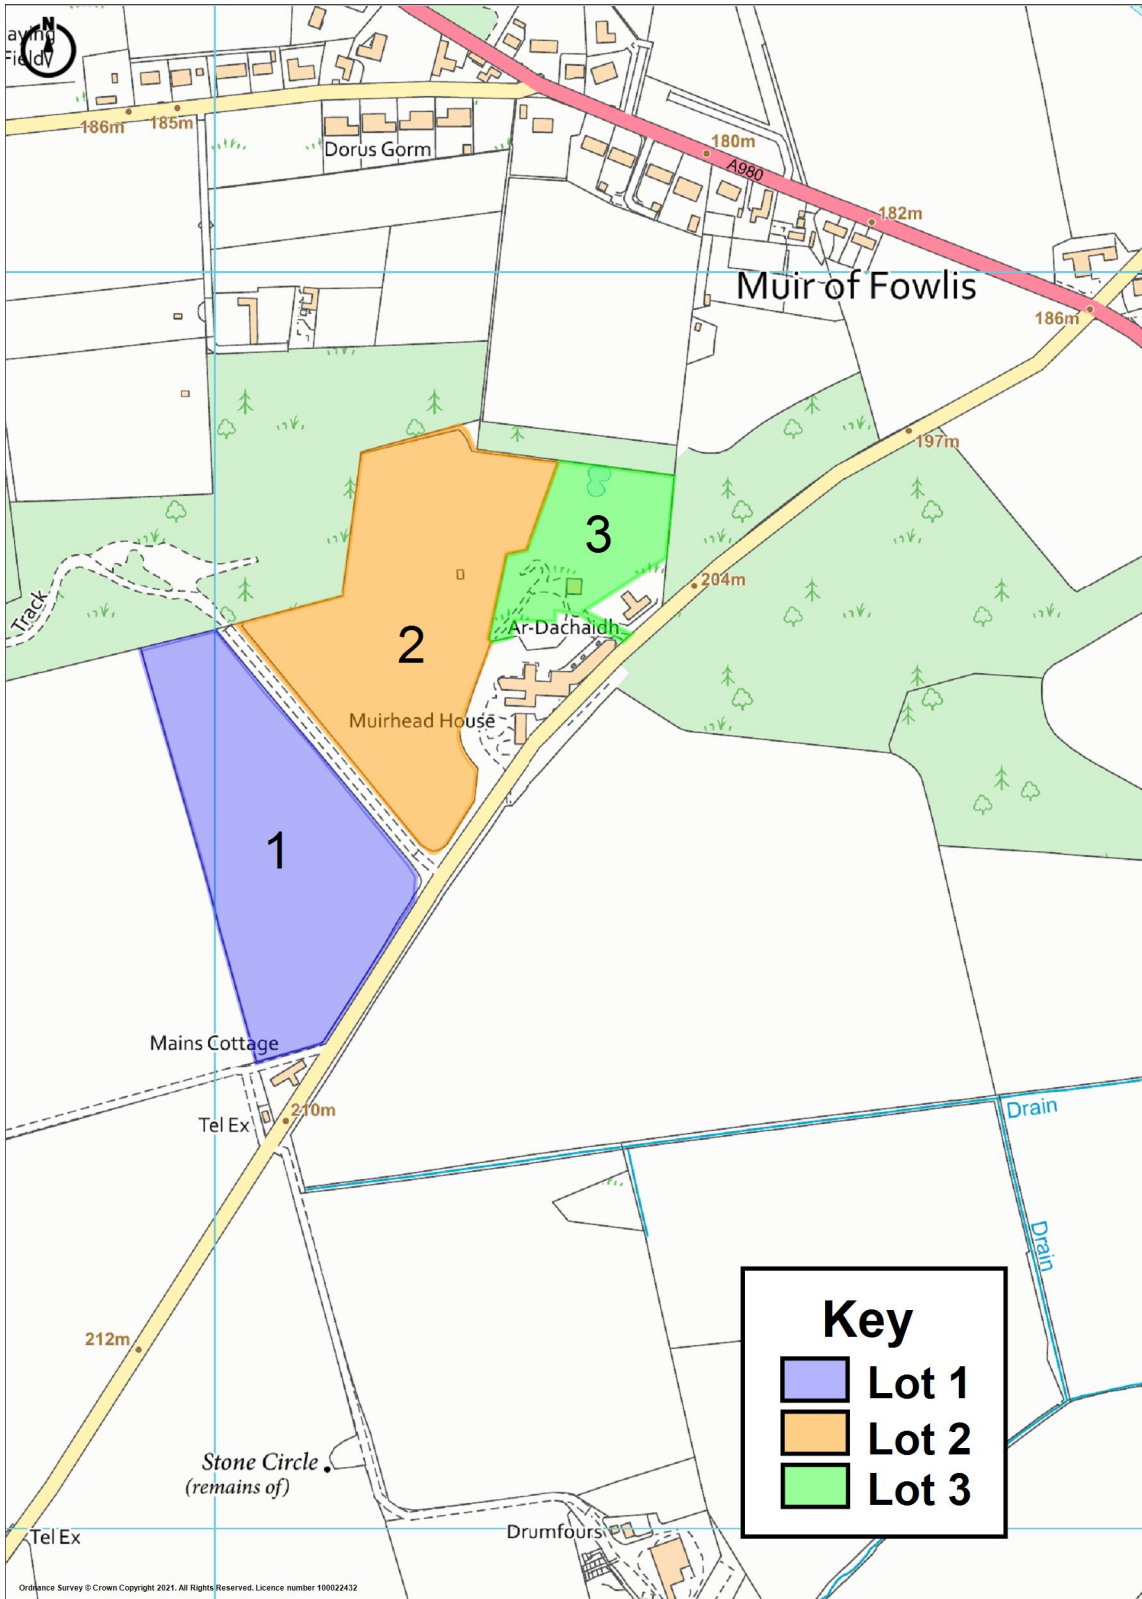 N
aying
Field
186m
185m
Dorus Gorm
180m
A980
182m
Muir of Fowlis
186m
197m
3
204m
Track
2
Ar-Dachaidh
Muirhead House
1
Mains Cottage
210m
Tel Ex
Drain
Drain
212m
Stone Circle
(remains of)
Drumfours
Tel Ex
Key
Lot 1
Lot 2
Lot 3
Ordnance Survey © Crown Copyright 2021. All Rights Reserved. Licence number 100022432